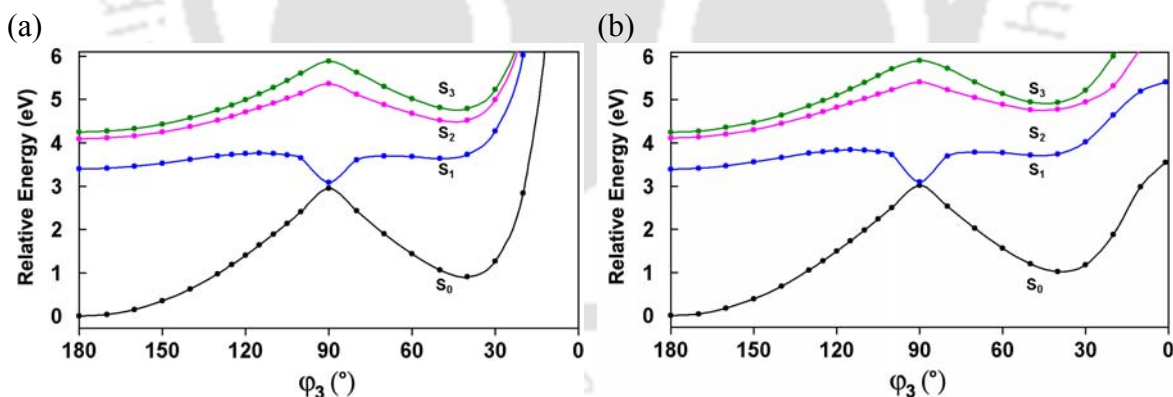 (a)
(b)
Relative Energy (eV)
6
5
4
3
2
1
0
S₃
S₂
S₁
S₀
180 150 120 90 60 30 0
φ₃ (°)
Relative Energy (eV)
6
5
4
3
2
1
0
S₃
S₂
S₁
S₀
180 150 120 90 60 30 0
φ₃ (°)